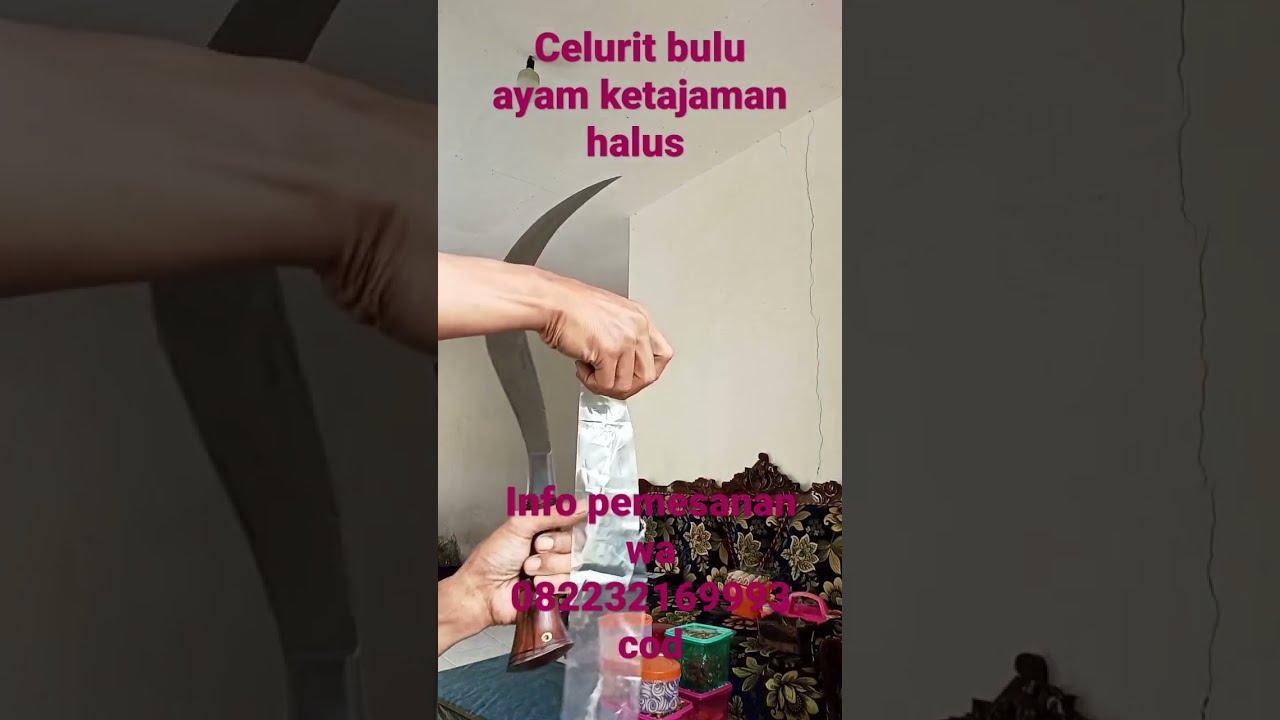 Celurit bulu
ayam ketajaman
halus
Info pemesanan
wa
082232169993
cod